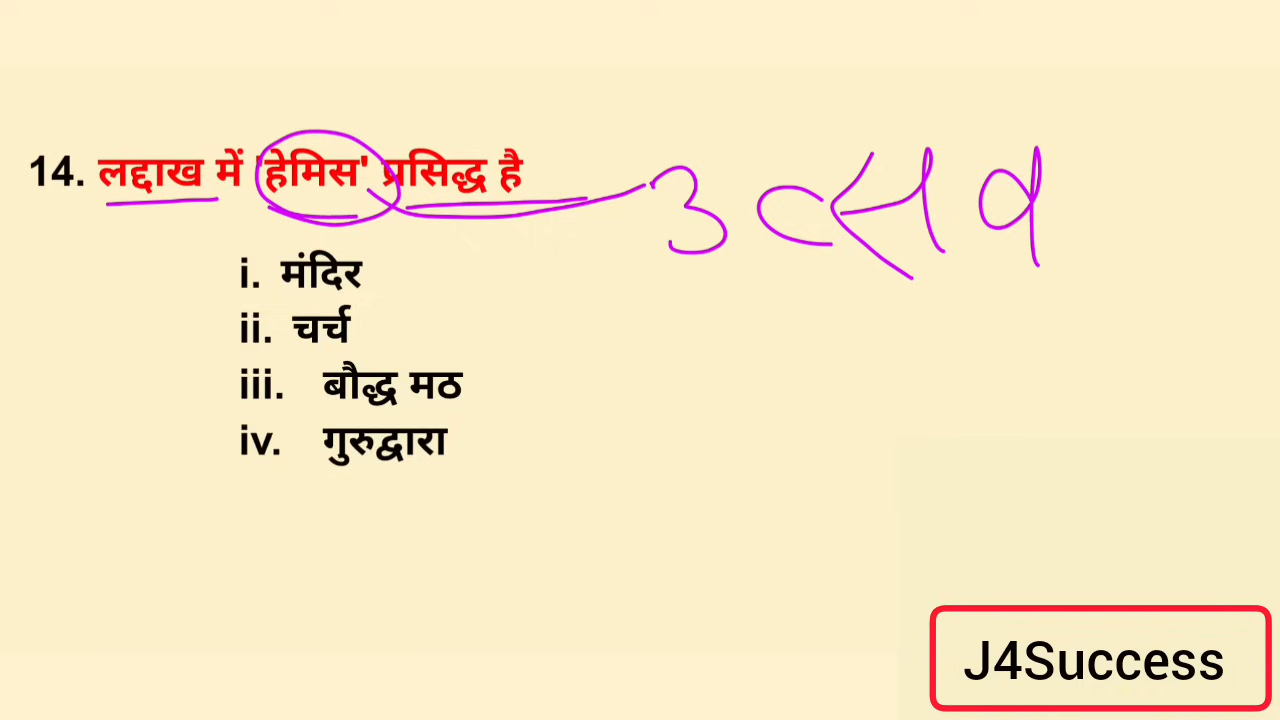 14. लद्दाख में 'हेमिस' प्रसिद्ध है उत्सव
i. मंदिर
ii. चर्च
iii. बौद्ध मठ
iv. गुरुद्वारा
J4Success